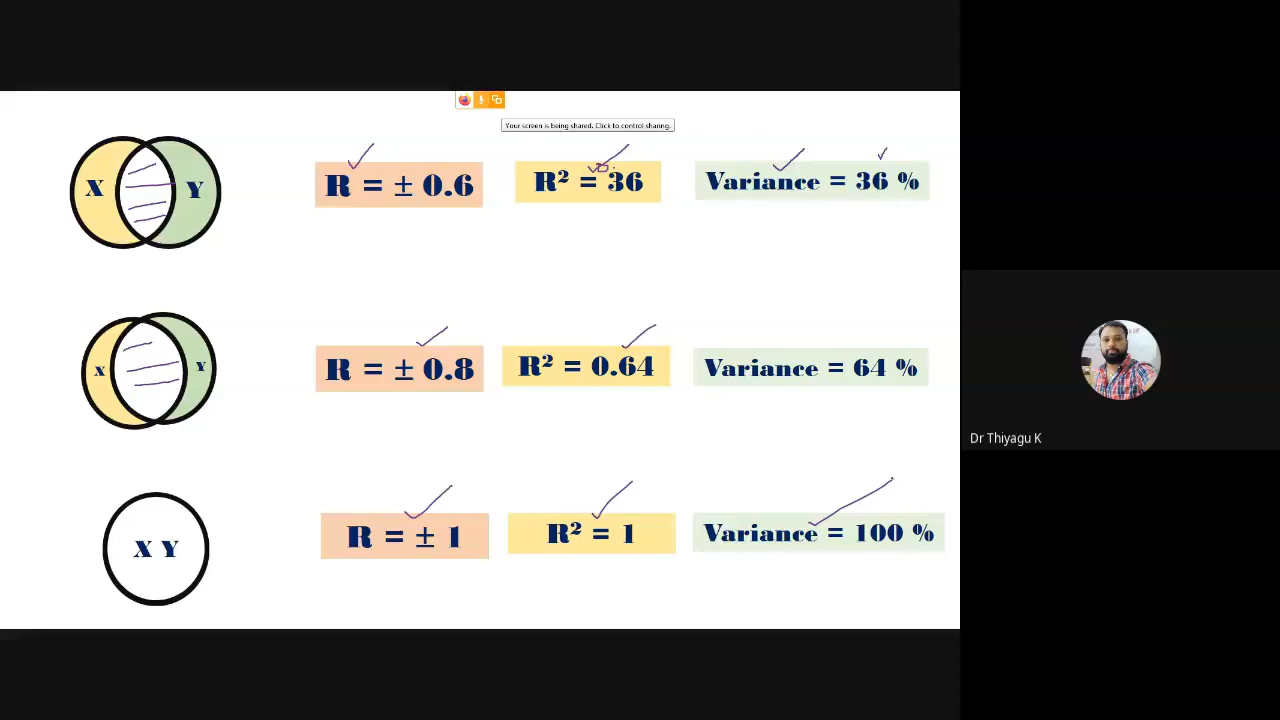 Your screen is being shared. Click to control sharing.
X Y R = ± 0.6 R² = 36 Variance = 36 %
X Y R = ± 0.8 R² = 0.64 Variance = 64 %
Dr Thiyagu K
X Y R = ± 1 R² = 1 Variance = 100 %